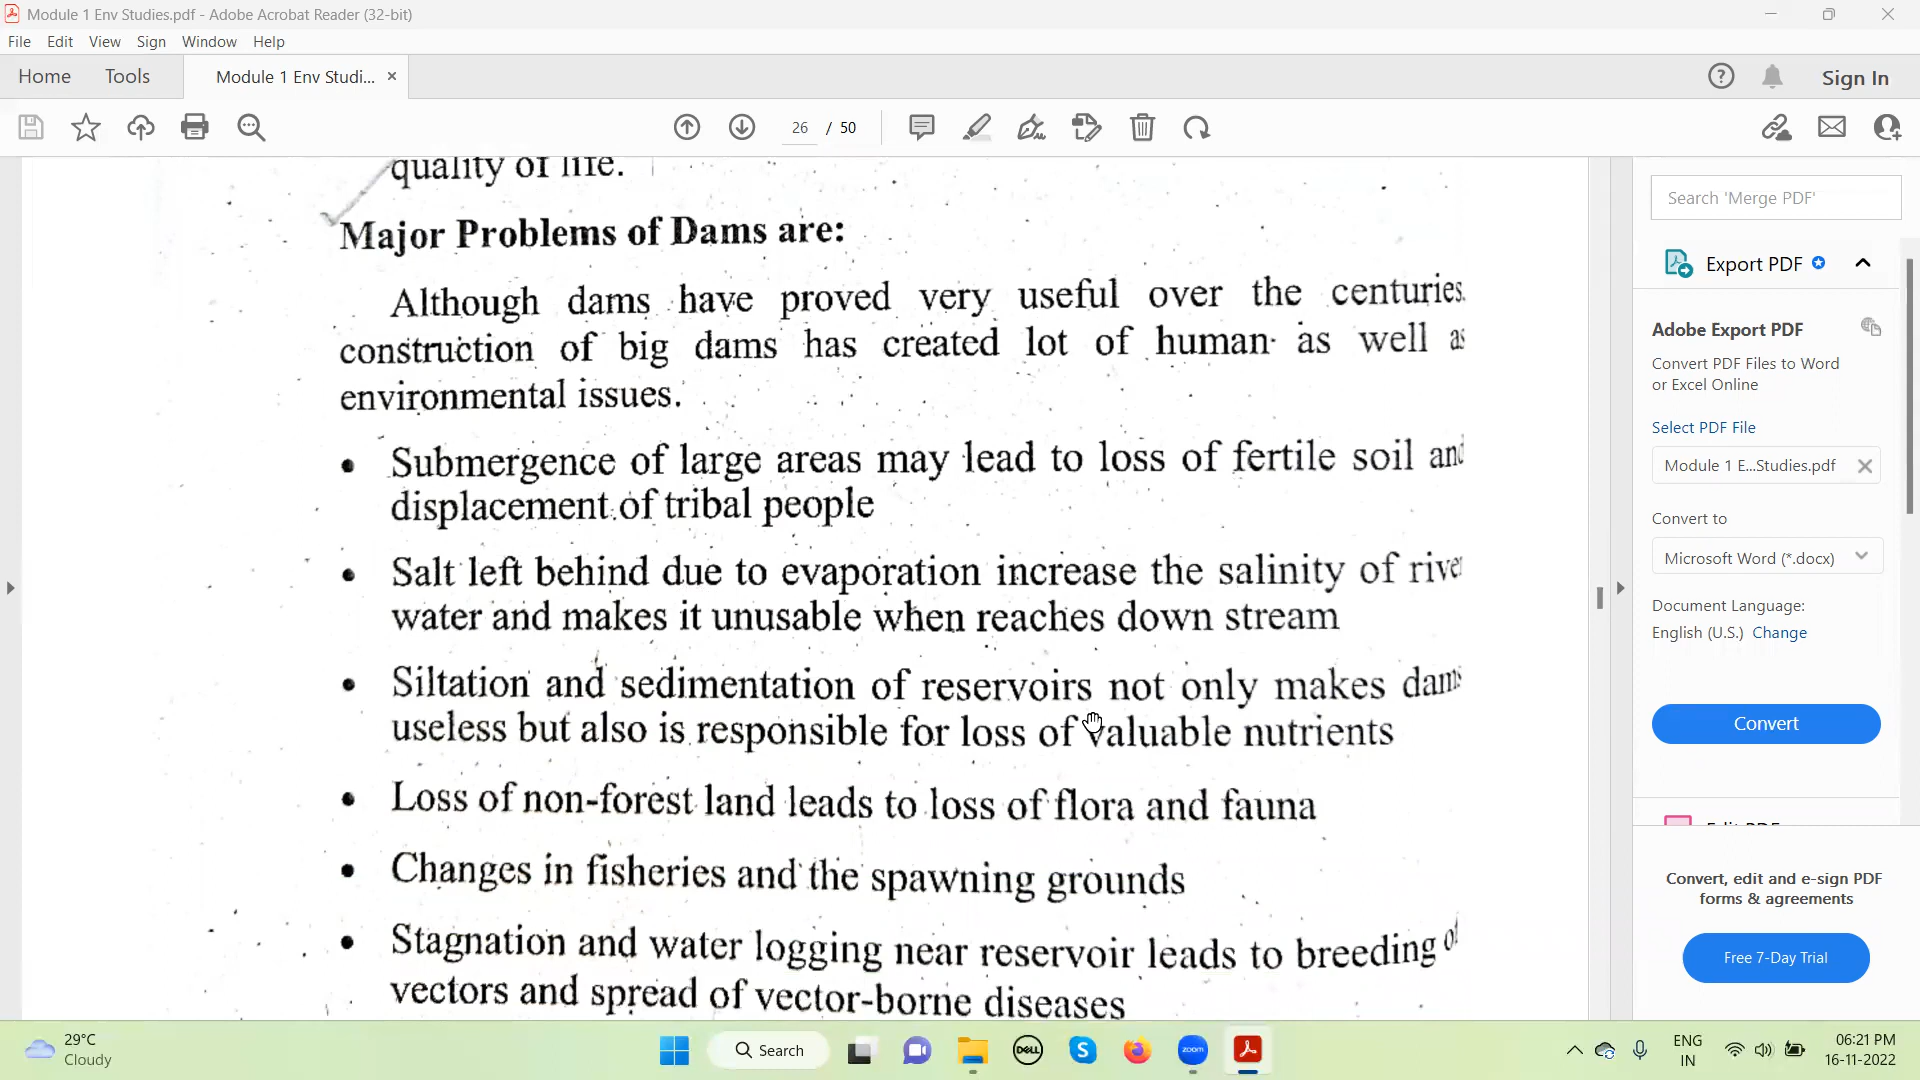 Module 1 Env Studies.pdf - Adobe Acrobat Reader (32-bit)
File Edit View Sign Window Help
Home Tools Module 1 Env Studi... × Sign In
26 / 50
quality of life.
Major Problems of Dams are:
Although dams have proved very useful over the centuries
construction of big dams has created lot of human as well as
environmental issues.
• Submergence of large areas may lead to loss of fertile soil and
displacement of tribal people
• Salt left behind due to evaporation increase the salinity of river
water and makes it unusable when reaches down stream
• Siltation and sedimentation of reservoirs not only makes dams
useless but also is responsible for loss of valuable nutrients
• Loss of non-forest land leads to loss of flora and fauna
• Changes in fisheries and the spawning grounds
• Stagnation and water logging near reservoir leads to breeding of
vectors and spread of vector-borne diseases
Search 'Merge PDF'
Export PDF
Adobe Export PDF
Convert PDF Files to Word
or Excel Online
Select PDF File
Module 1 E...Studies.pdf
Convert to
Microsoft Word (*.docx)
Document Language:
English (U.S.) Change
Convert
Convert, edit and e-sign PDF
forms & agreements
Free 7-Day Trial
29°C
Cloudy
Search
DELL
zoom
ENG
IN
06:21 PM
16-11-2022